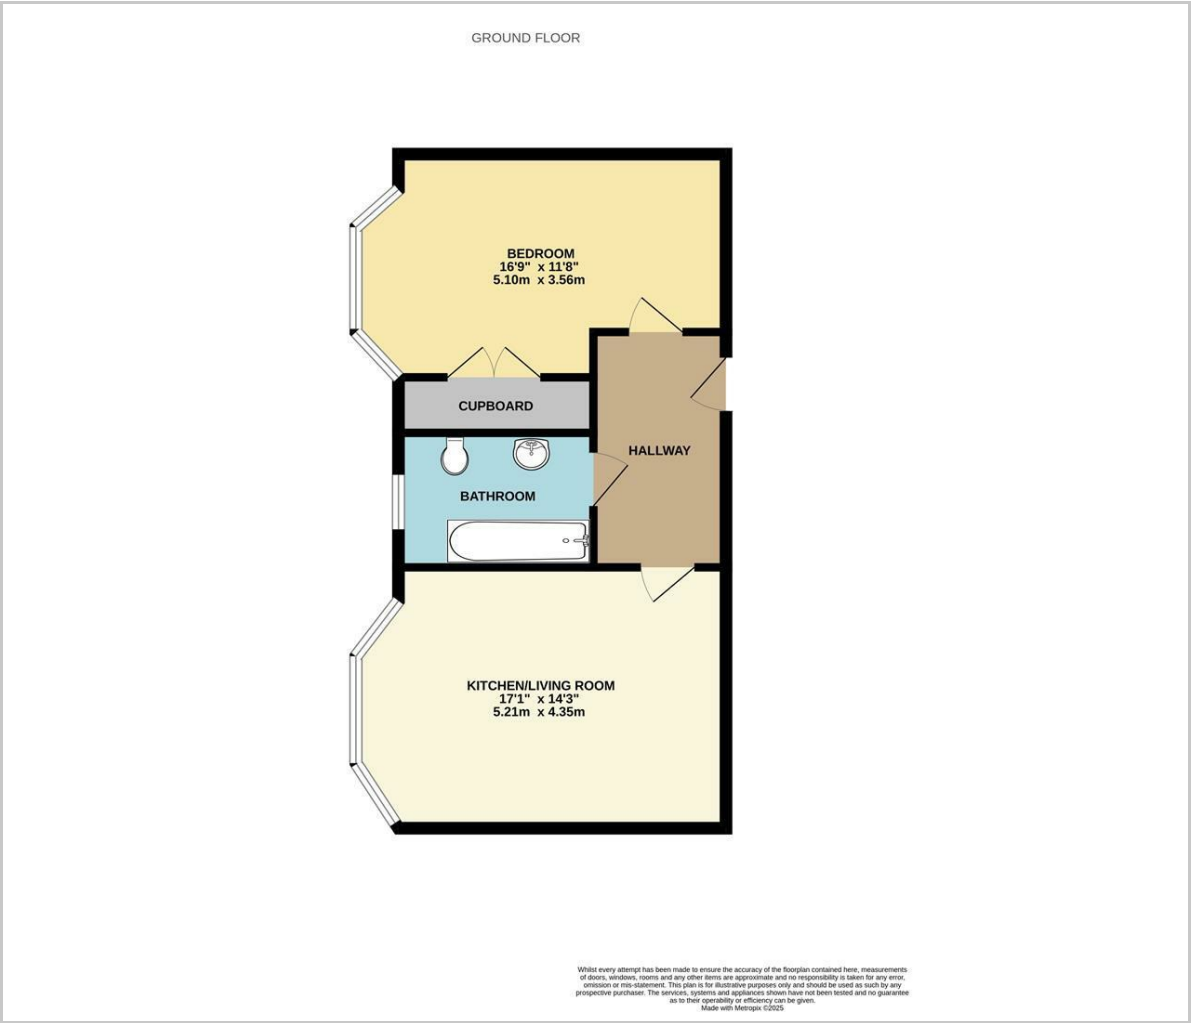 GROUND FLOOR
BEDROOM
16'9" x 11'8"
5.10m x 3.56m
CUPBOARD
HALLWAY
BATHROOM
KITCHEN/LIVING ROOM
17'1" x 14'3"
5.21m x 4.35m
Whilst every attempt has been made to ensure the accuracy of the floorplan contained here, measurements
of doors, windows, rooms and any other items are approximate and no responsibility is taken for any error,
omission or mis-statement. This plan is for illustrative purposes only and should be used as such by any
prospective purchaser. The services, systems and appliances shown have not been tested and no guarantee
as to their operability or efficiency can be given.
Made with Metropix ©2025